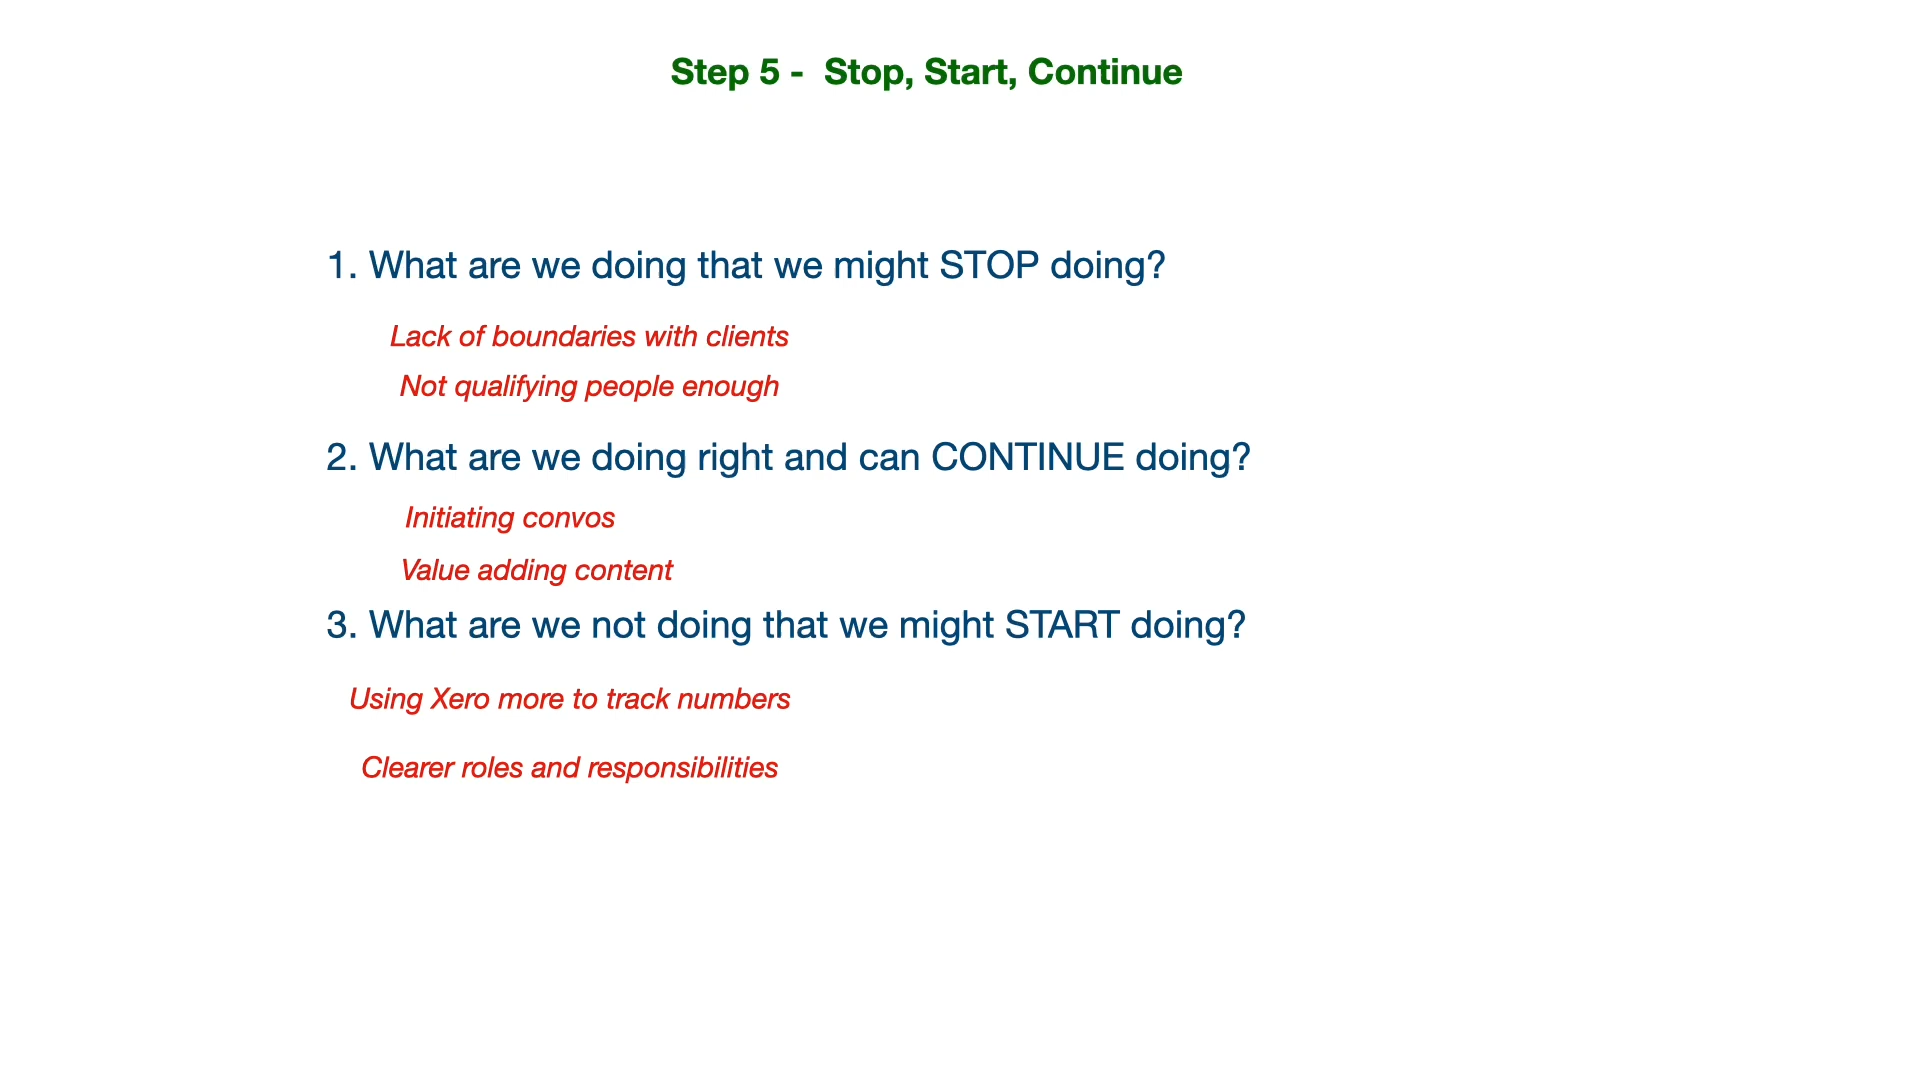 Step 5 -  Stop, Start, Continue
1. What are we doing that we might STOP doing?
Lack of boundaries with clients
Not qualifying people enough
2. What are we doing right and can CONTINUE doing?
Initiating convos
Value adding content
3. What are we not doing that we might START doing?
Using Xero more to track numbers
Clearer roles and responsibilities